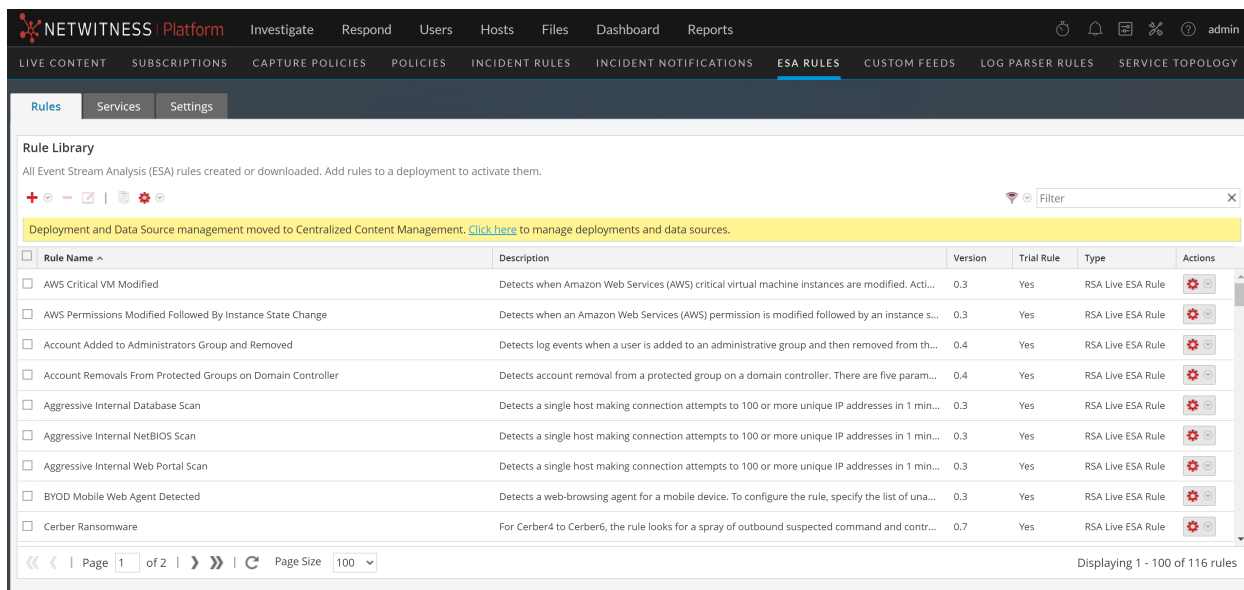 NETWITNESS Platform Investigate Respond Users Hosts Files Dashboard Reports admin
LIVE CONTENT SUBSCRIPTIONS CAPTURE POLICIES POLICIES INCIDENT RULES INCIDENT NOTIFICATIONS ESA RULES CUSTOM FEEDS LOG PARSER RULES SERVICE TOPOLOGY
Rules Services Settings
Rule Library
All Event Stream Analysis (ESA) rules created or downloaded. Add rules to a deployment to activate them.
Filter
Deployment and Data Source management moved to Centralized Content Management. Click here to manage deployments and data sources.
Rule Name Description Version Trial Rule Type Actions
AWS Critical VM Modified Detects when Amazon Web Services (AWS) critical virtual machine instances are modified. Acti... 0.3 Yes RSA Live ESA Rule
AWS Permissions Modified Followed By Instance State Change Detects when an Amazon Web Services (AWS) permission is modified followed by an instance s... 0.3 Yes RSA Live ESA Rule
Account Added to Administrators Group and Removed Detects log events when a user is added to an administrative group and then removed from th... 0.4 Yes RSA Live ESA Rule
Account Removals From Protected Groups on Domain Controller Detects account removal from a protected group on a domain controller. There are five param... 0.4 Yes RSA Live ESA Rule
Aggressive Internal Database Scan Detects a single host making connection attempts to 100 or more unique IP addresses in 1 min... 0.3 Yes RSA Live ESA Rule
Aggressive Internal NetBIOS Scan Detects a single host making connection attempts to 100 or more unique IP addresses in 1 min... 0.3 Yes RSA Live ESA Rule
Aggressive Internal Web Portal Scan Detects a single host making connection attempts to 100 or more unique IP addresses in 1 min... 0.3 Yes RSA Live ESA Rule
BYOD Mobile Web Agent Detected Detects a web-browsing agent for a mobile device. To configure the rule, specify the list of una... 0.3 Yes RSA Live ESA Rule
Cerber Ransomware For Cerber4 to Cerber6, the rule looks for a spray of outbound suspected command and contr... 0.7 Yes RSA Live ESA Rule
Page 1 of 2 Page Size 100 Displaying 1 - 100 of 116 rules